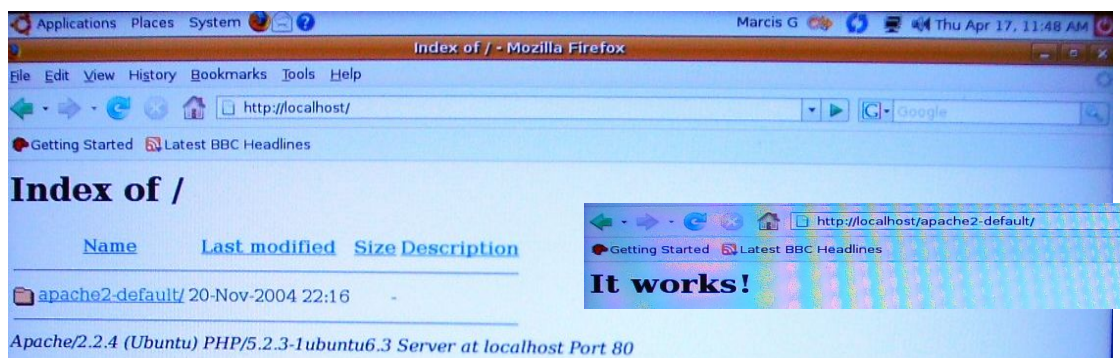 Applications Places System Marcis G Thu Apr 17, 11:48 AM
Index of / - Mozilla Firefox
File Edit View History Bookmarks Tools Help
http://localhost/ G Google
Getting Started Latest BBC Headlines
Index of /
Name Last modified Size Description
apache2-default/ 20-Nov-2004 22:16 -
Apache/2.2.4 (Ubuntu) PHP/5.2.3-1ubuntu6.3 Server at localhost Port 80
http://localhost/apache2-default/
Getting Started Latest BBC Headlines
It works!